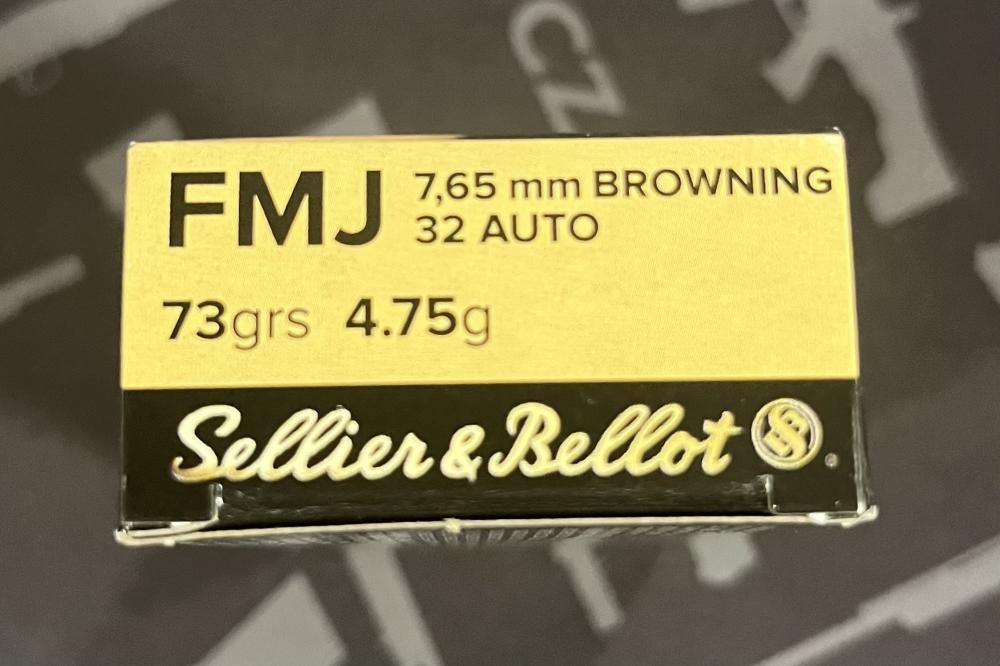 CZ
FMJ 7,65 mm BROWNING
32 AUTO
73grs 4.75g
Sellier & Bellot